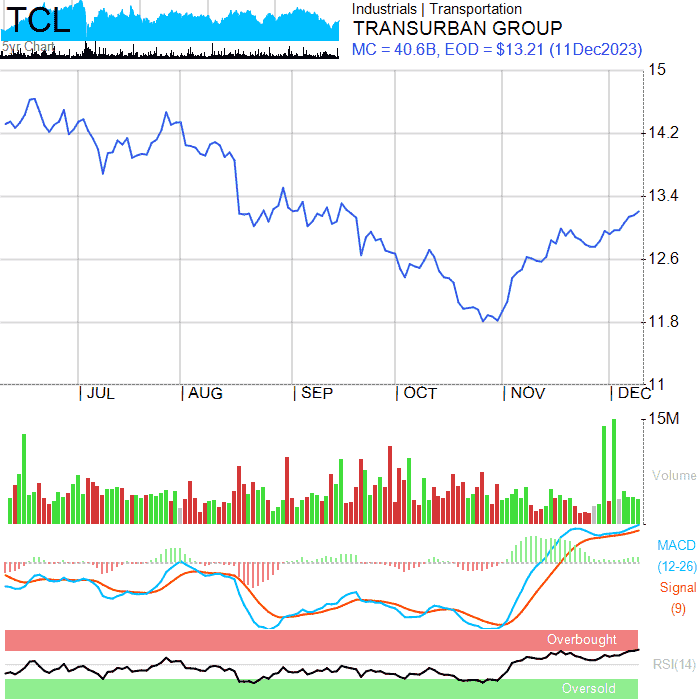 TCL
5yr Chart
Industrials | Transportation
TRANSURBAN GROUP
MC = 40.6B, EOD = $13.21 (11Dec2023)
15
14.2
13.4
12.6
11.8
11
| JUL | AUG | SEP | OCT | NOV | DEC
15M
Volume
MACD
(12-26)
Signal
(9)
Overbought
RSI(14)
Oversold